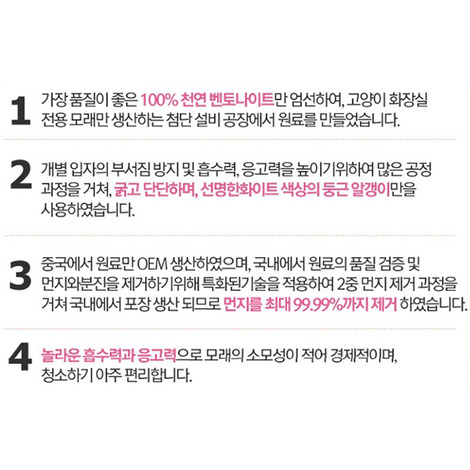 1 가장 품질이 좋은 100% 천연 벤토나이트만 엄선하여, 고양이 화장실
전용 모래만 생산하는 첨단 설비 공장에서 원료를 만들었습니다.
2 개별 입자의 부서짐 방지 및 흡수력, 응고력을 높이기위하여 많은 공정
과정을 거쳐, 굵고 단단하며, 선명한화이트 색상의 둥근 알갱이만을
사용하였습니다.
3 중국에서 원료만 OEM 생산하였으며, 국내에서 원료의 품질 검증 및
먼지와분진을 제거하기위해 특화된기술을 적용하여 2중 먼지 제거 과정을
거쳐 국내에서 포장 생산 되므로 먼지를 최대 99.99%까지 제거 하였습니다.
4 놀라운 흡수력과 응고력으로 모래의 소모성이 적어 경제적이며,
청소하기 아주 편리합니다.